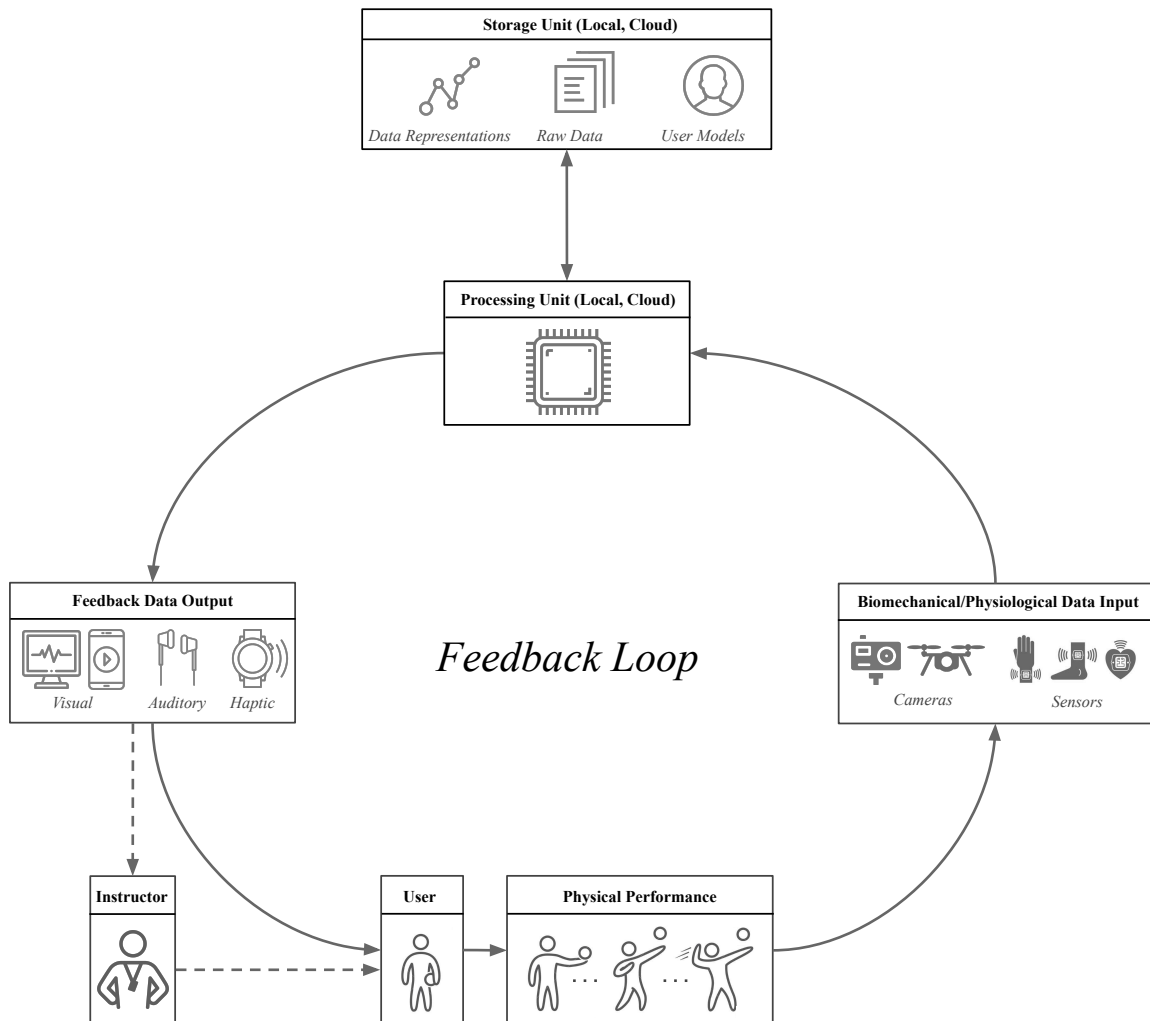 Storage Unit (Local, Cloud)
Data Representations
Raw Data
User Models
Processing Unit (Local, Cloud)
Feedback Data Output
Visual
Auditory
Haptic
Feedback Loop
Biomechanical/Physiological Data Input
Cameras
Sensors
Instructor
User
Physical Performance
...
...